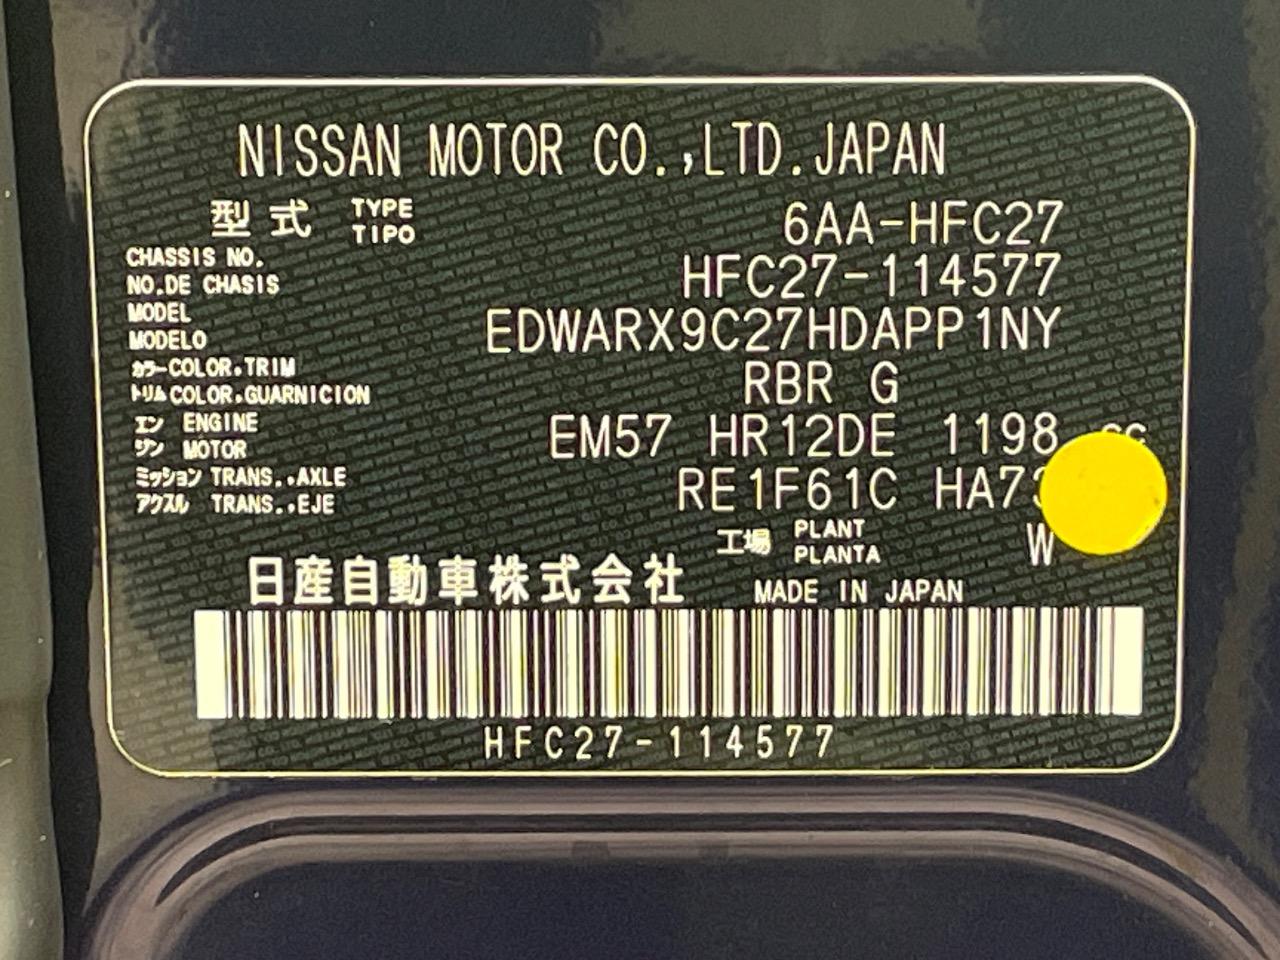 NISSAN MOTOR CO.,LTD.JAPAN
型式 TYPE TIPO 6AA-HFC27
CHASSIS NO.
NO.DE CHASIS HFC27-114577
MODEL
MODELO EDWARX9C27HDAPP1NY
カラー COLOR.TRIM
トリム COLOR.GUARNICION RBR G
エン ENGINE
ジン MOTOR EM57 HR12DE 1198 cc
ミッション TRANS..AXLE
アクスル TRANS..EJE RE1F61C
工場 PLANT PLANTA W
日産自動車株式会社 MADE IN JAPAN
HFC27-114577